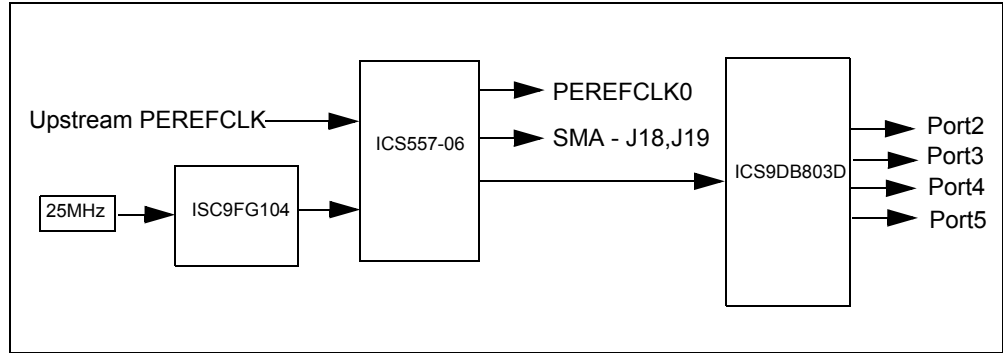 Upstream PEREFCLK
25MHz
ISC9FG104
ICS557-06
PEREFCLK0
SMA - J18,J19
ICS9DB803D
Port2
Port3
Port4
Port5